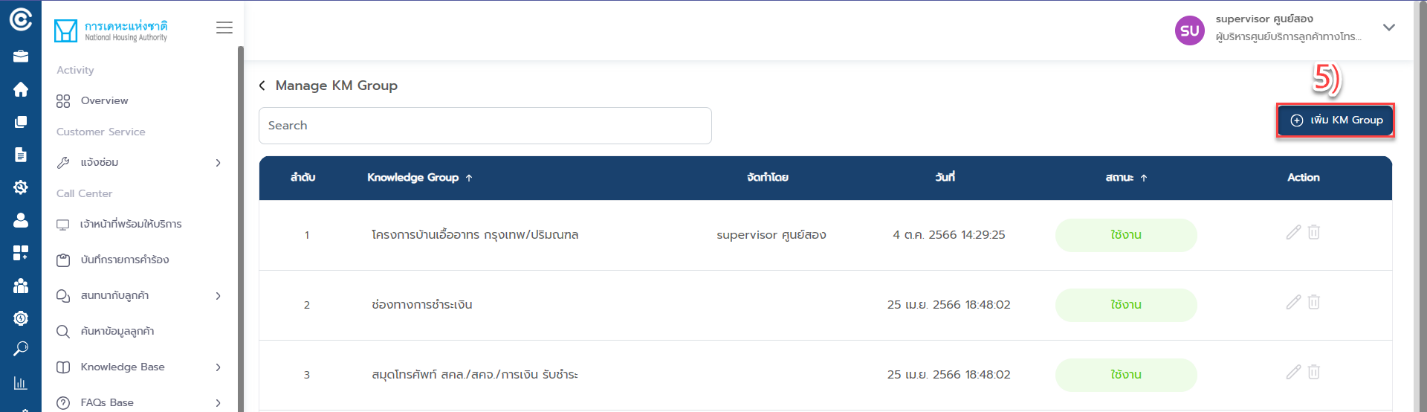 การเคหะแห่งชาติ
National Housing Authority
SU
supervisor ศูนย์สอง
ผู้บริหารศูนย์บริการลูกค้าทางโทร...
Activity
Overview
Customer Service
แจ้งซ่อม
Call Center
เจ้าหน้าที่พร้อมให้บริการ
บันทึกรายการคำร้อง
สนทนากับลูกค้า
ค้นหาข้อมูลลูกค้า
Knowledge Base
FAQs Base
Manage KM Group
5)
Search
เพิ่ม KM Group
ลำดับ Knowledge Group ↑ จัดทำโดย วันที่ สถานะ ↑ Action
1 โครงการบ้านเอื้ออาทร กรุงเทพ/ปริมณฑล supervisor ศูนย์สอง 4 ต.ค. 2566 14:29:25 ใช้งาน
2 ช่องทางการชำระเงิน 25 เม.ย. 2566 18:48:02 ใช้งาน
3 สมุดโทรศัพท์ สคล./สคจ./การเงิน รับชำระ 25 เม.ย. 2566 18:48:02 ใช้งาน